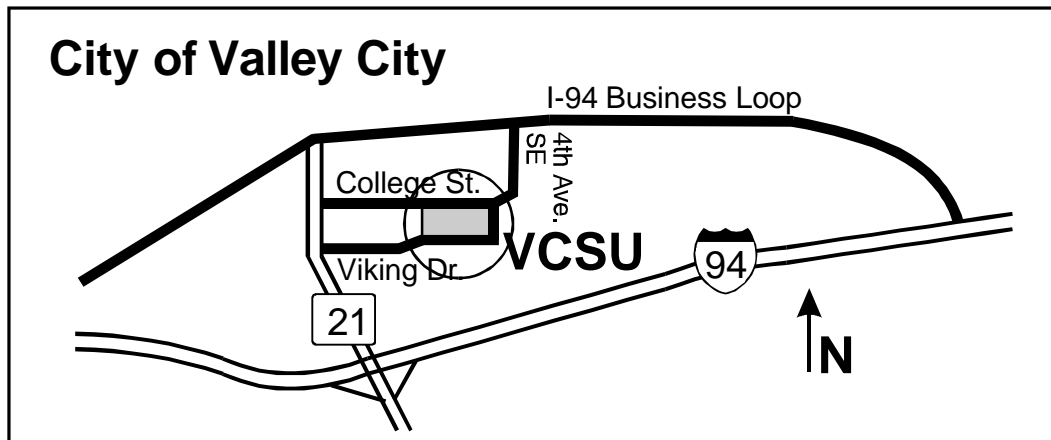 City of Valley City
I-94 Business Loop
4th Ave.
SE
College St.
VCSU
Viking Dr.
94
21
N